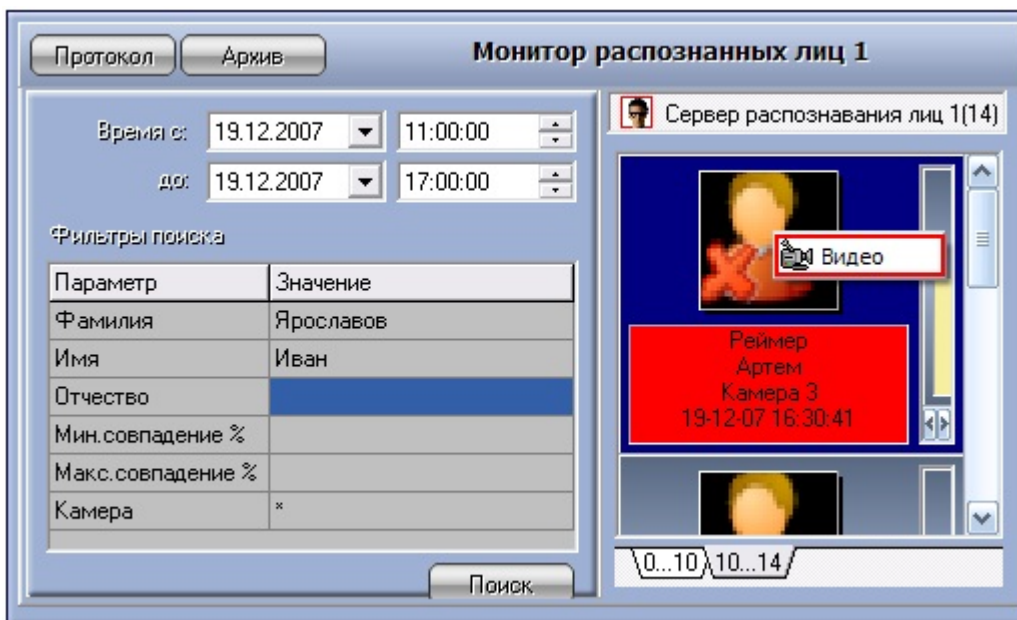 Протокол Архив Монитор распознанных лиц 1
Время с: 19.12.2007 11:00:00
до: 19.12.2007 17:00:00
Фильтры поиска
Параметр Значение
Фамилия Ярославов
Имя Иван
Отчество
Мин.совпадение %
Макс.совпадение %
Камера *
Поиск
Сервер распознавания лиц 1(14)
Видео
Реймер
Артем
Камера 3
19-12-07 16:30:41
0...10 10...14